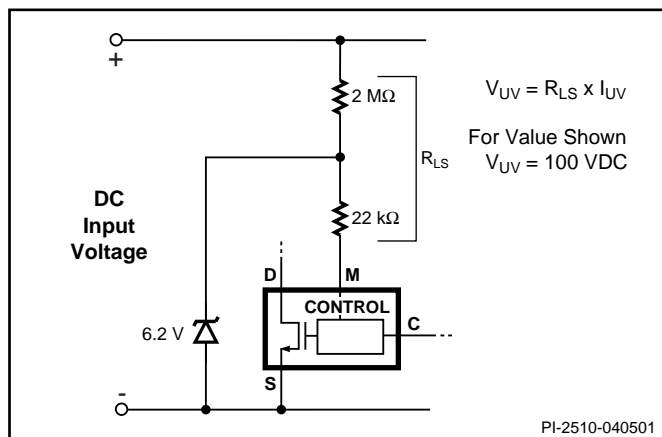 +
2 MΩ
V_UV = R_LS x I_UV
For Value Shown
V_UV = 100 VDC
R_LS
DC
Input
Voltage
22 kΩ
D
M
CONTROL
C
6.2 V
S
-
PI-2510-040501